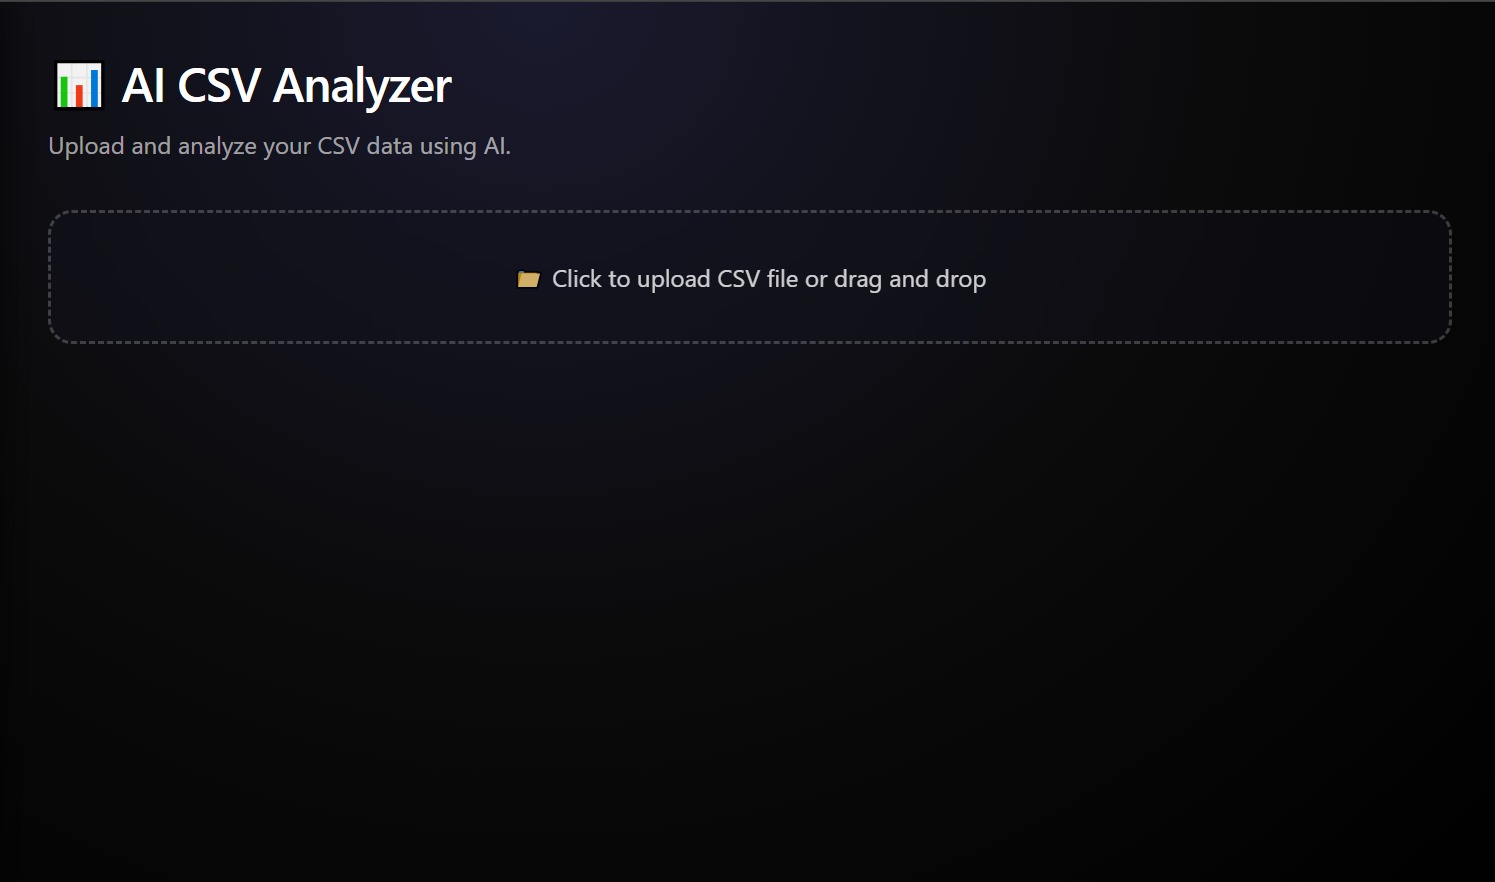 AI CSV Analyzer
Upload and analyze your CSV data using AI.
Click to upload CSV file or drag and drop